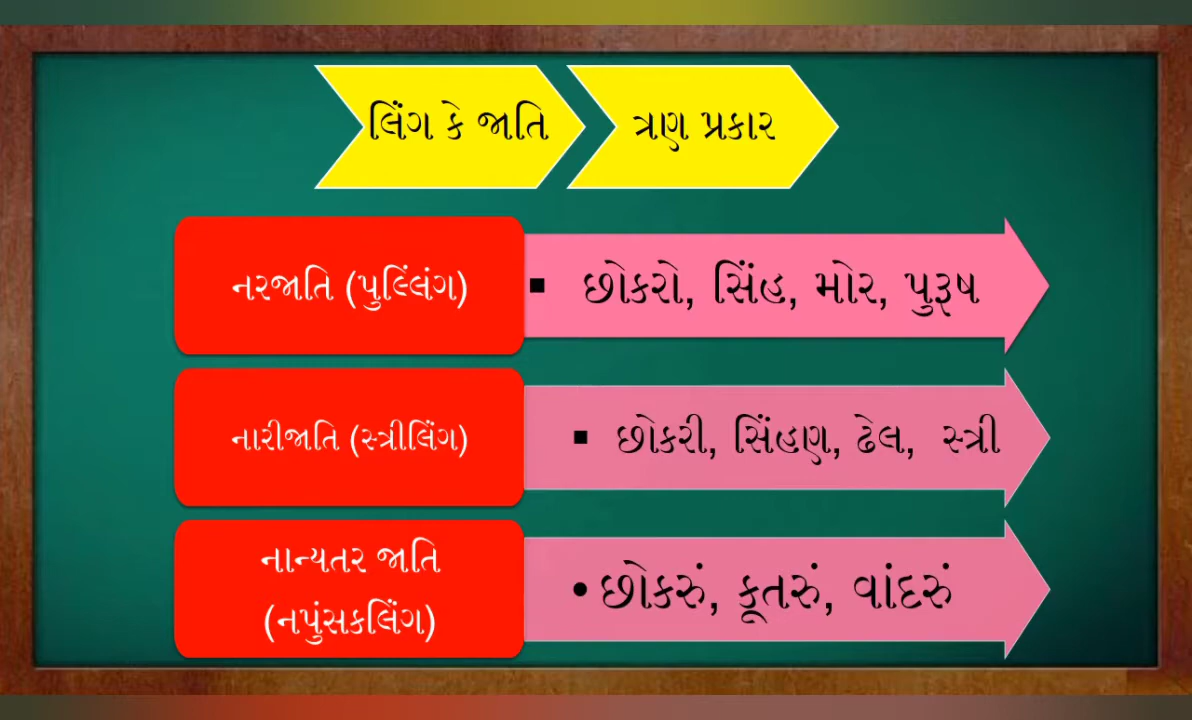 લિંગ કે જાતિ
ત્રણ પ્રકાર
નરજાતિ (પુલ્લિંગ)
▪ છોકરો, સિંહ, મોર, પુરૂષ
નારીજાતિ (સ્ત્રીલિંગ)
▪ છોકરી, સિંહણ, ઢેલ, સ્ત્રી
નાન્યતર જાતિ
(નપુંસકલિંગ)
• છોકરું, કૂતરું, વાંદરું